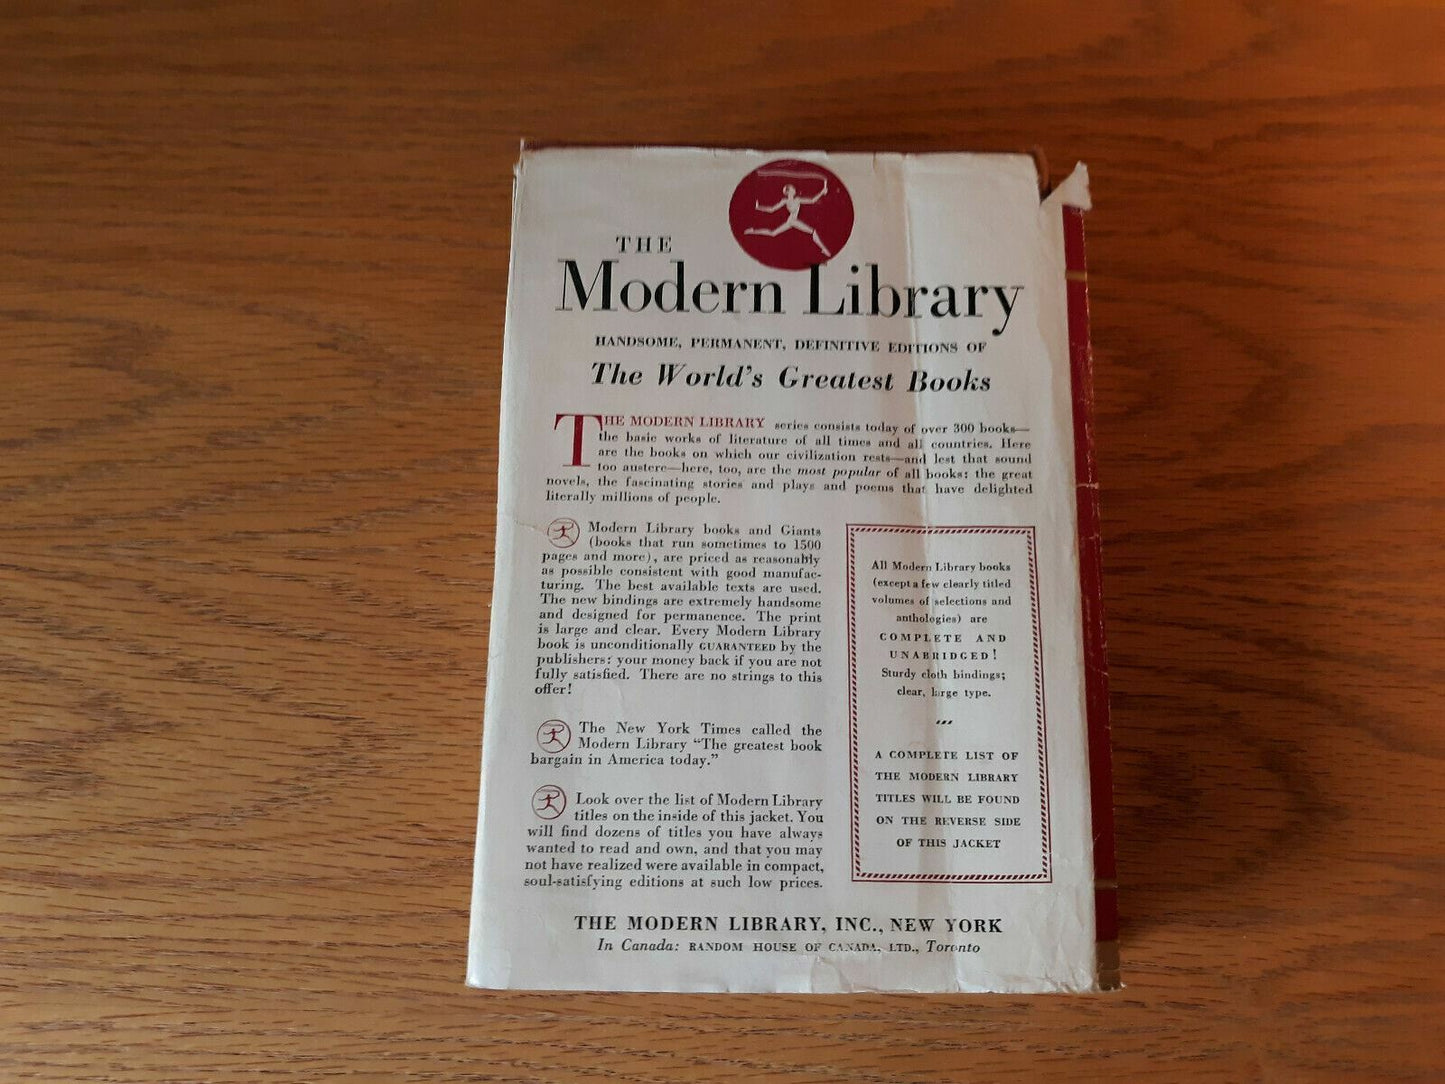 THE
Modern Library
HANDSOME, PERMANENT, DEFINITIVE EDITIONS OF
The World's Greatest Books
THE MODERN LIBRARY series consists today of over 300 books—
the basic works of literature of all times and all countries. Here
are the books on which our civilization rests—and lest that sound
too austere—here, too, are the most popular of all books: the great
novels, the fascinating stories and plays and poems that have delighted
literally millions of people.
Modern Library books and Giants
(books that run sometimes to 1500
pages and more), are priced as reasonably
as possible consistent with good manufac-
turing. The best available texts are used.
The new bindings are extremely handsome
and designed for permanence. The print
is large and clear. Every Modern Library
book is unconditionally GUARANTEED by the
publishers: your money back if you are not
fully satisfied. There are no strings to this
offer!
The New York Times called the
Modern Library "The greatest book
bargain in America today."
Look over the list of Modern Library
titles on the inside of this jacket. You
will find dozens of titles you have always
wanted to read and own, and that you may
not have realized were available in compact,
soul-satisfying editions at such low prices.
All Modern Library books
(except a few clearly titled
volumes of selections and
anthologies) are
COMPLETE AND
UNABRIDGED!
Sturdy cloth bindings;
clear, large type.
A COMPLETE LIST OF
THE MODERN LIBRARY
TITLES WILL BE FOUND
ON THE REVERSE SIDE
OF THIS JACKET
THE MODERN LIBRARY, INC., NEW YORK
In Canada: RANDOM HOUSE OF CANADA, LTD., Toronto